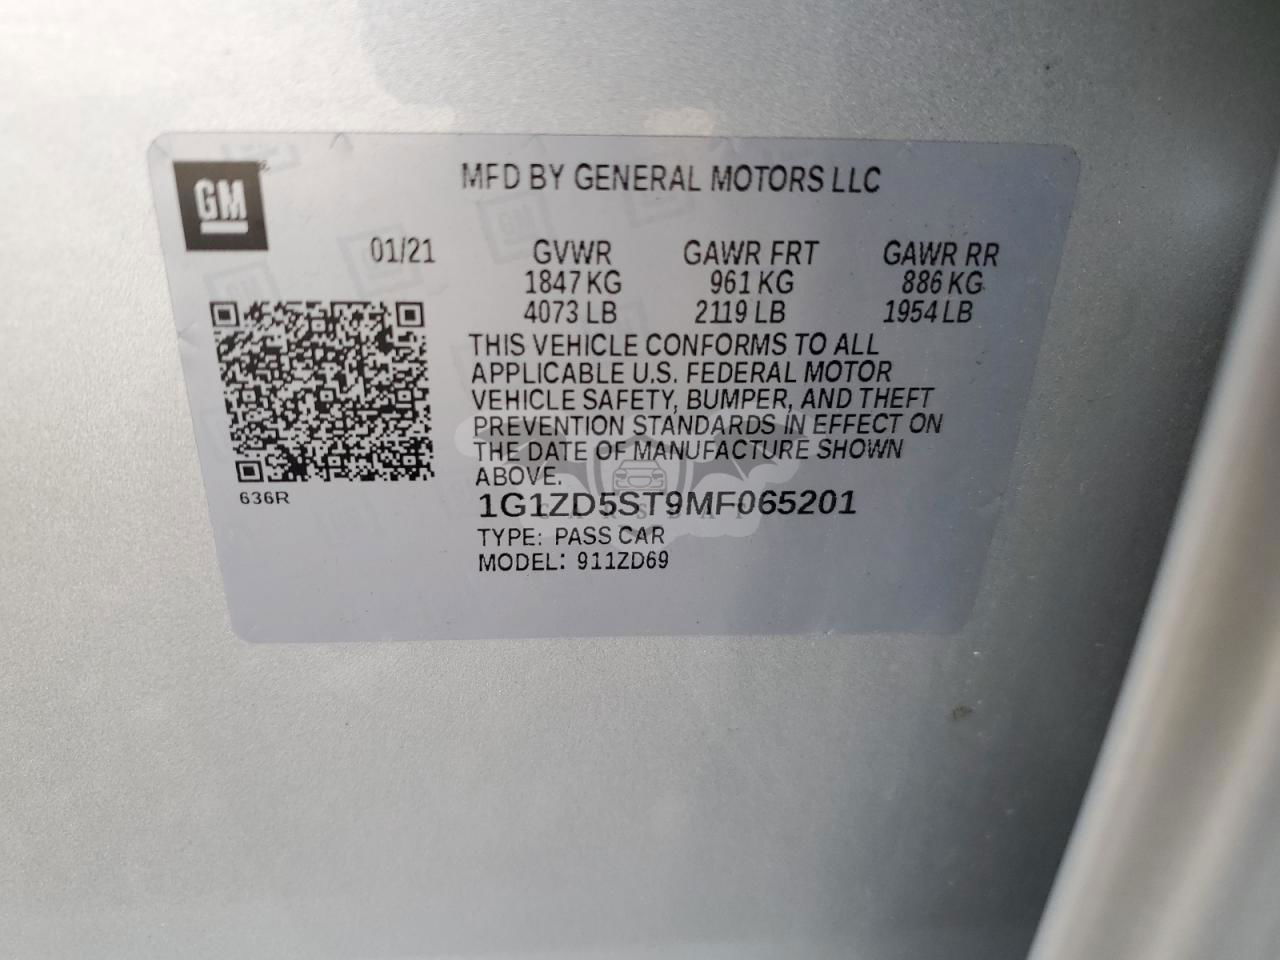 GM
MFD BY GENERAL MOTORS LLC
01/21 GVWR GAWR FRT GAWR RR
1847 KG 961 KG 886 KG
4073 LB 2119 LB 1954 LB
THIS VEHICLE CONFORMS TO ALL
APPLICABLE U.S. FEDERAL MOTOR
VEHICLE SAFETY, BUMPER, AND THEFT
PREVENTION STANDARDS IN EFFECT ON
THE DATE OF MANUFACTURE SHOWN
ABOVE.
636R
1G1ZD5ST9MF065201
TYPE: PASS CAR
MODEL: 911ZD69